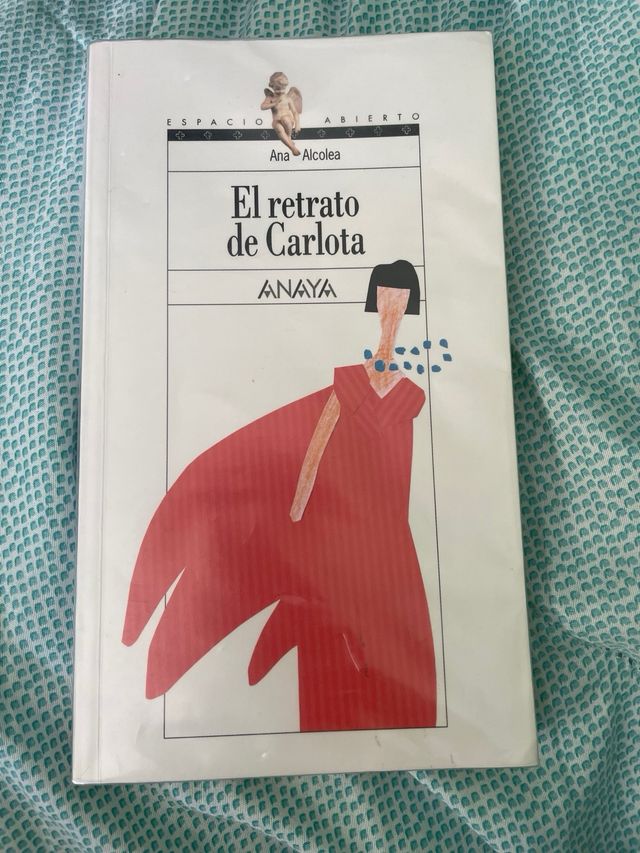 ESPACIO ABIERTO
Ana Alcolea
El retrato
de Carlota
ANAYA